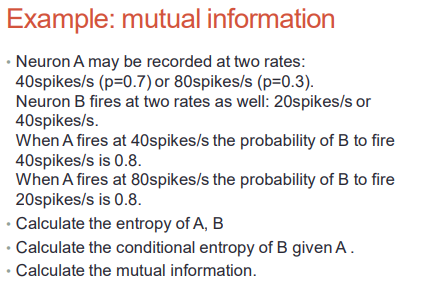 Example: mutual information
• Neuron A may be recorded at two rates:
40spikes/s (p=0.7) or 80spikes/s (p=0.3).
Neuron B fires at two rates as well: 20spikes/s or
40spikes/s.
When A fires at 40spikes/s the probability of B to fire
40spikes/s is 0.8.
When A fires at 80spikes/s the probability of B to fire
20spikes/s is 0.8.
• Calculate the entropy of A, B
• Calculate the conditional entropy of B given A .
• Calculate the mutual information.